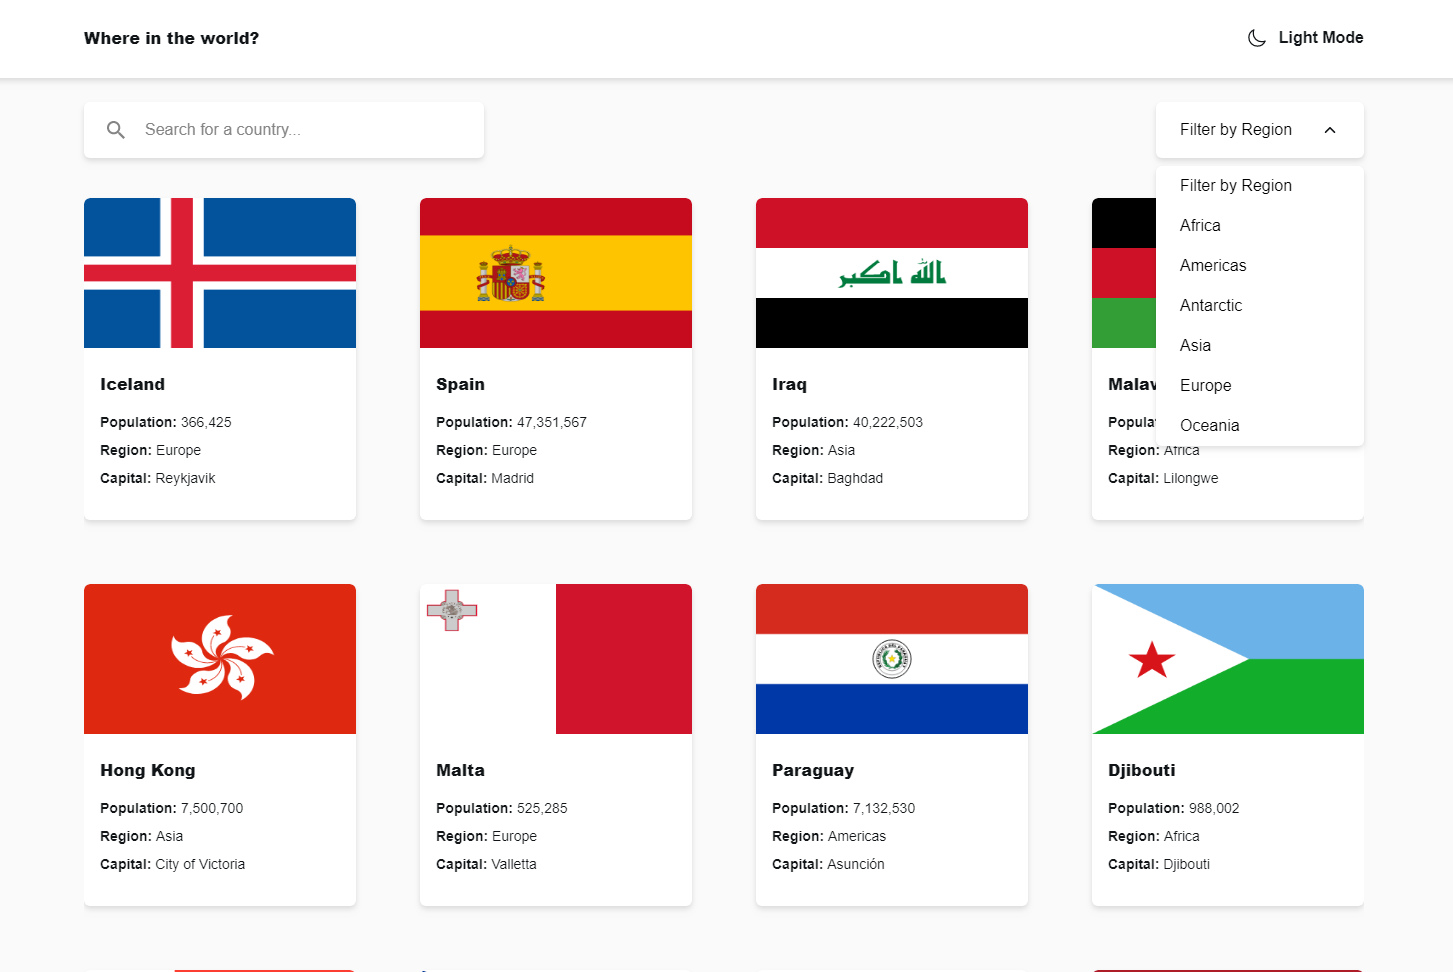 Where in the world?
Light Mode
Search for a country...
Filter by Region
Filter by Region
Africa
Americas
Antarctic
Asia
Europe
Oceania
Iceland
Population: 366,425
Region: Europe
Capital: Reykjavik
Spain
Population: 47,351,567
Region: Europe
Capital: Madrid
الله اكبر
Iraq
Population: 40,222,503
Region: Asia
Capital: Baghdad
Region: Africa
Capital: Lilongwe
Hong Kong
Population: 7,500,700
Region: Asia
Capital: City of Victoria
Malta
Population: 525,285
Region: Europe
Capital: Valletta
REPUBLICA DEL PARAGUAY
Paraguay
Population: 7,132,530
Region: Americas
Capital: Asunción
Djibouti
Population: 988,002
Region: Africa
Capital: Djibouti